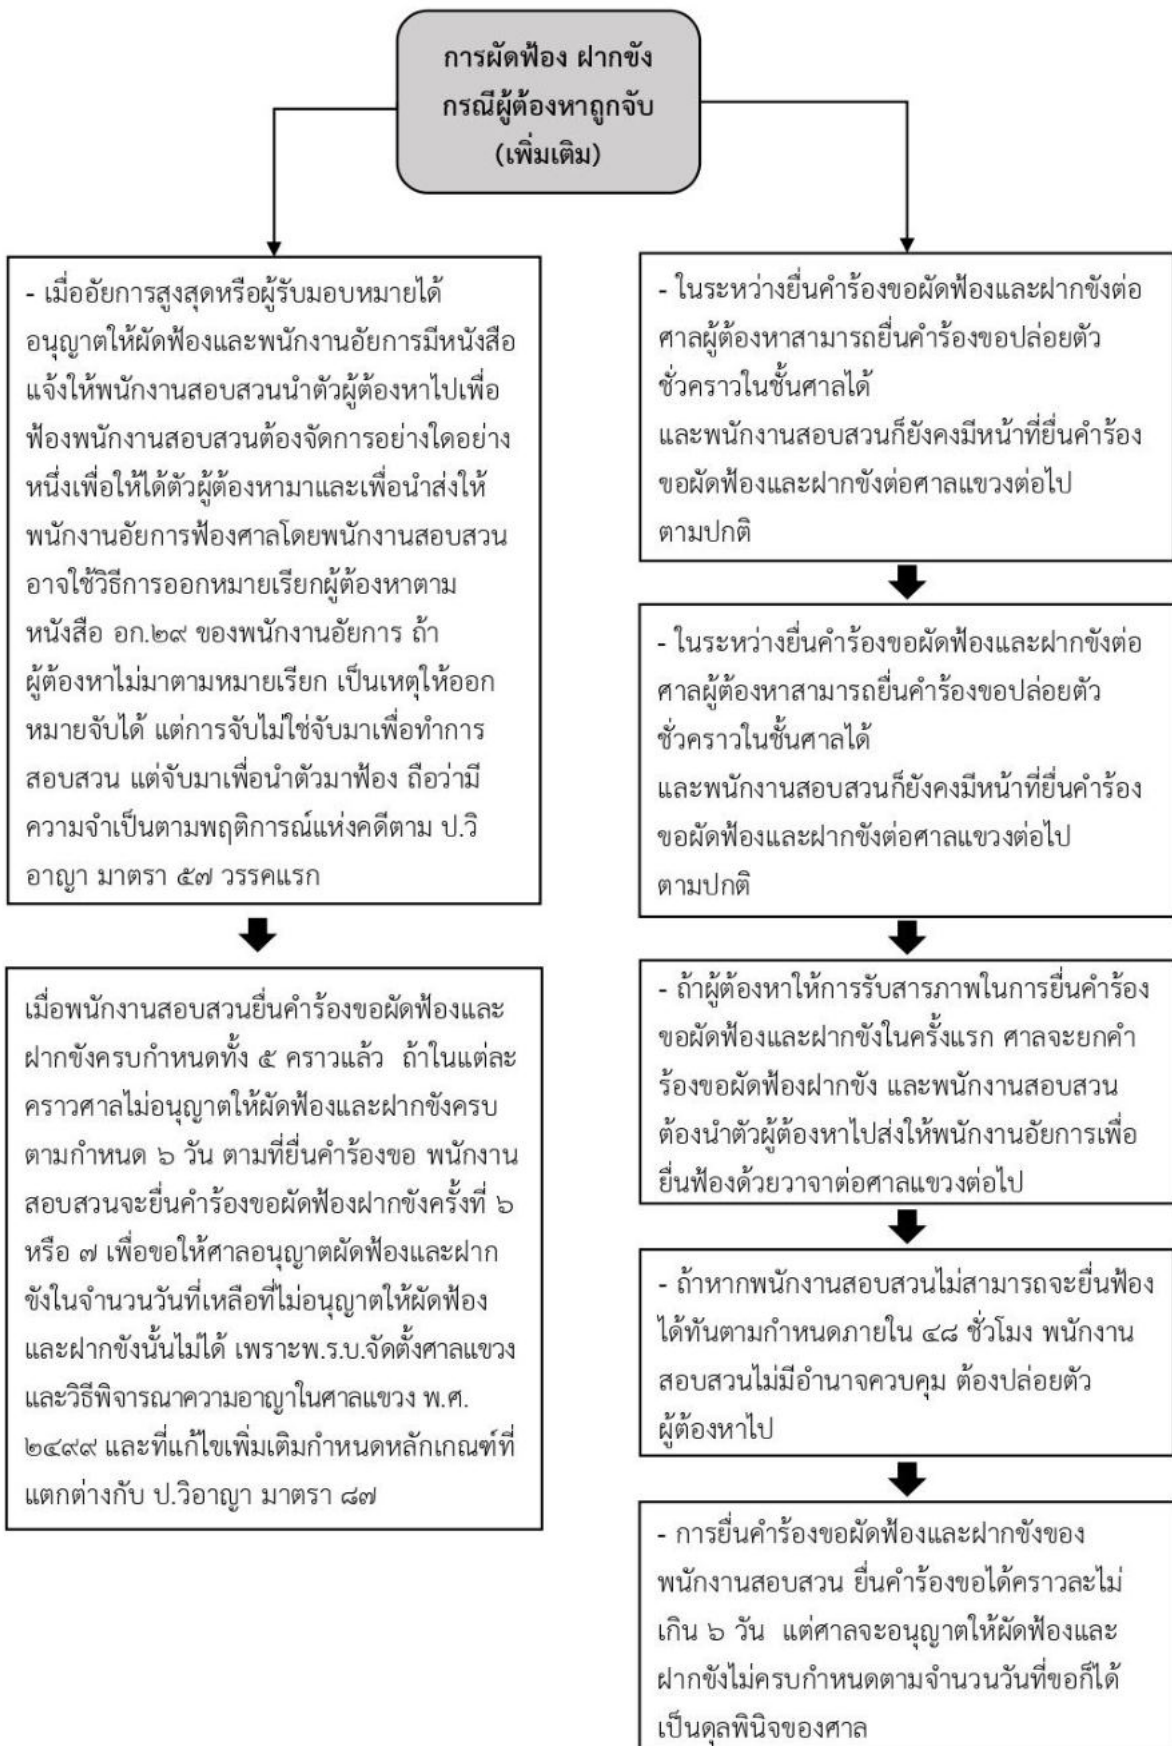 การผัดฟ้อง ฝากขัง
กรณีผู้ต้องหาถูกจับ
(เพิ่มเติม)
- เมื่ออัยการสูงสุดหรือผู้รับมอบหมายได้
อนุญาตให้ผัดฟ้องและพนักงานอัยการมีหนังสือ
แจ้งให้พนักงานสอบสวนนำตัวผู้ต้องหาไปเพื่อ
ฟ้องพนักงานสอบสวนต้องจัดการอย่างใดอย่าง
หนึ่งเพื่อให้ได้ตัวผู้ต้องหามาและเพื่อนำส่งให้
พนักงานอัยการฟ้องศาลโดยพนักงานสอบสวน
อาจใช้วิธีการออกหมายเรียกผู้ต้องหาตาม
หนังสือ อก.๒๙ ของพนักงานอัยการ ถ้า
ผู้ต้องหาไม่มาตามหมายเรียก เป็นเหตุให้ออก
หมายจับได้ แต่การจับไม่ใช่จับมาเพื่อทำการ
สอบสวน แต่จับมาเพื่อนำตัวมาฟ้อง ถือว่ามี
ความจำเป็นตามพฤติการณ์แห่งคดีตาม ป.วิ
อาญา มาตรา ๕๗ วรรคแรก
เมื่อพนักงานสอบสวนยื่นคำร้องขอผัดฟ้องและ
ฝากขังครบกำหนดทั้ง ๕ คราวแล้ว ถ้าในแต่ละ
คราวศาลไม่อนุญาตให้ผัดฟ้องและฝากขังครบ
ตามกำหนด ๖ วัน ตามที่ยื่นคำร้องขอ พนักงาน
สอบสวนจะยื่นคำร้องขอผัดฟ้องฝากขังครั้งที่ ๖
หรือ ๗ เพื่อขอให้ศาลอนุญาตผัดฟ้องและฝาก
ขังในจำนวนวันที่เหลือที่ไม่อนุญาตให้ผัดฟ้อง
และฝากขังนั้นไม่ได้ เพราะพ.ร.บ.จัดตั้งศาลแขวง
และวิธีพิจารณาความอาญาในศาลแขวง พ.ศ.
๒๔๙๙ และที่แก้ไขเพิ่มเติมกำหนดหลักเกณฑ์ที่
แตกต่างกับ ป.วิอาญา มาตรา ๘๗
- ในระหว่างยื่นคำร้องขอผัดฟ้องและฝากขังต่อ
ศาลผู้ต้องหาสามารถยื่นคำร้องขอปล่อยตัว
ชั่วคราวในชั้นศาลได้
และพนักงานสอบสวนก็ยังคงมีหน้าที่ยื่นคำร้อง
ขอผัดฟ้องและฝากขังต่อศาลแขวงต่อไป
ตามปกติ
- ในระหว่างยื่นคำร้องขอผัดฟ้องและฝากขังต่อ
ศาลผู้ต้องหาสามารถยื่นคำร้องขอปล่อยตัว
ชั่วคราวในชั้นศาลได้
และพนักงานสอบสวนก็ยังคงมีหน้าที่ยื่นคำร้อง
ขอผัดฟ้องและฝากขังต่อศาลแขวงต่อไป
ตามปกติ
- ถ้าผู้ต้องหาให้การรับสารภาพในการยื่นคำร้อง
ขอผัดฟ้องและฝากขังในครั้งแรก ศาลจะยกคำ
ร้องขอผัดฟ้องฝากขัง และพนักงานสอบสวน
ต้องนำตัวผู้ต้องหาไปส่งให้พนักงานอัยการเพื่อ
ยื่นฟ้องด้วยวาจาต่อศาลแขวงต่อไป
- ถ้าหากพนักงานสอบสวนไม่สามารถจะยื่นฟ้อง
ได้ทันตามกำหนดภายใน ๔๘ ชั่วโมง พนักงาน
สอบสวนไม่มีอำนาจควบคุม ต้องปล่อยตัว
ผู้ต้องหาไป
- การยื่นคำร้องขอผัดฟ้องและฝากขังของ
พนักงานสอบสวน ยื่นคำร้องขอได้คราวละไม่
เกิน ๖ วัน แต่ศาลจะอนุญาตให้ผัดฟ้องและ
ฝากขังไม่ครบกำหนดตามจำนวนวันที่ขอก็ได้
เป็นดุลพินิจของศาล